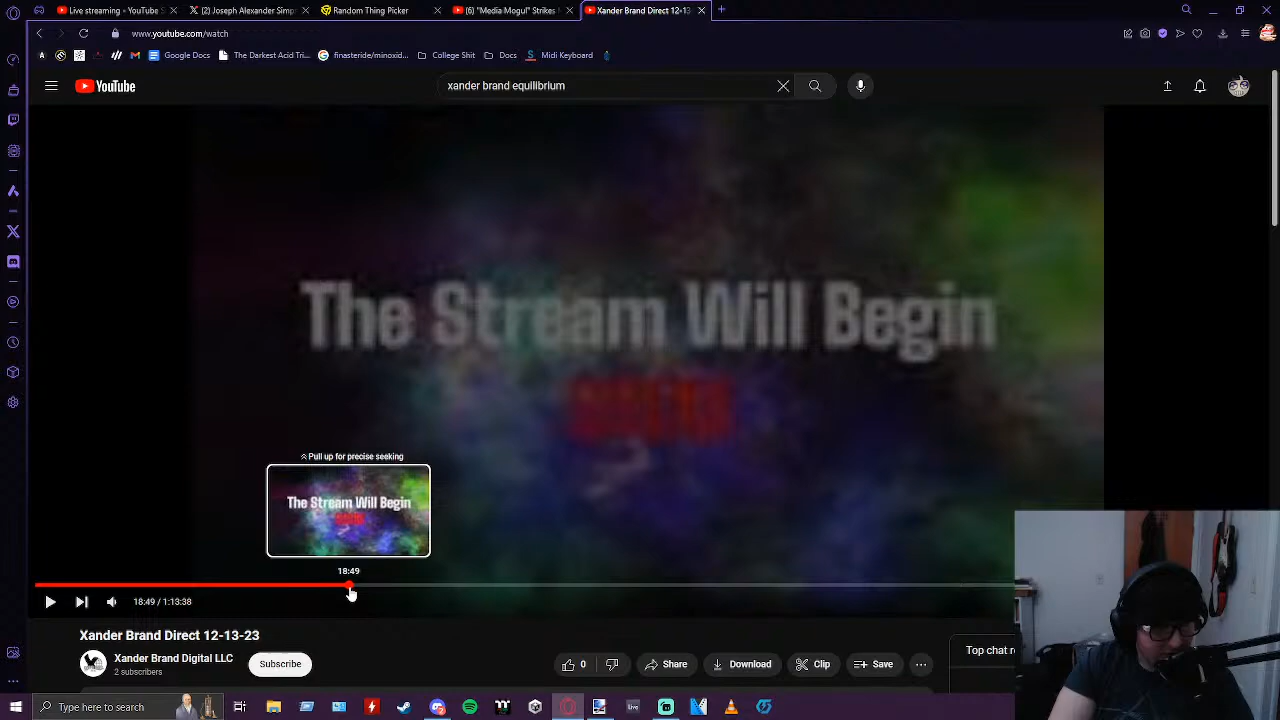 Live streaming - YouTube S
(2) Joseph Alexander Simp
Random Thing Picker
(6) "Media Mogul" Strikes
Xander Brand Direct 12-13
www.youtube.com/watch
Google Docs
The Darkest Acid Tri...
finasteride/minoxid...
College Shit
Docs
Midi Keyboard
YouTube
xander brand equilibrium
The Stream Will Begin
Pull up for precise seeking
The Stream Will Begin
18:49
18:49 / 1:13:38
Xander Brand Direct 12-13-23
Xander Brand Digital LLC
2 subscribers
Subscribe
0
Share
Download
Clip
Save
Top chat r
Type here to search